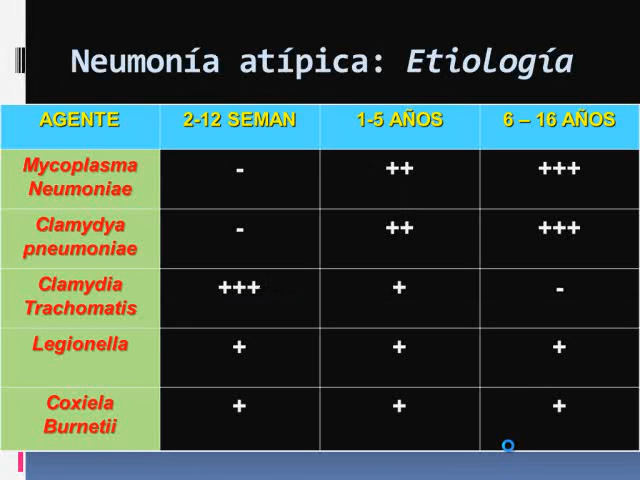 Neumonía atípica: Etiología
AGENTE 2-12 SEMAN 1-5 AÑOS 6 – 16 AÑOS
Mycoplasma
Neumoniae - ++ +++
Clamydya
pneumoniae - ++ +++
Clamydia
Trachomatis +++ + -
Legionella + + +
Coxiela
Burnetii + + +